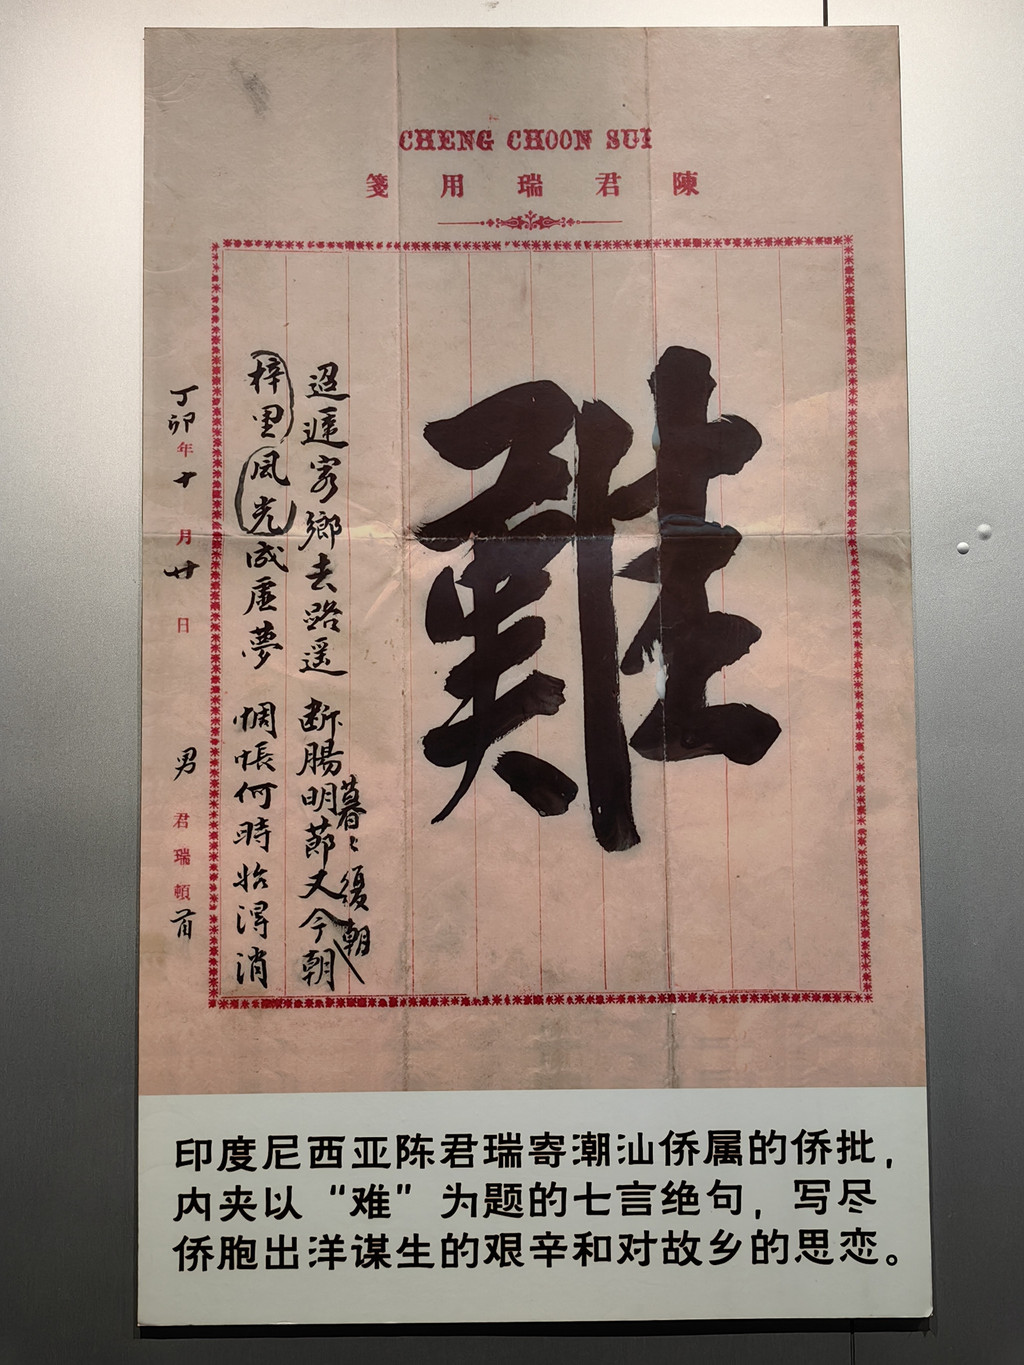 CHENG CHOON SUI
陳君瑞用箋
難
迢遞客鄉去路遥 斷腸明節又今朝
暮々復朝
梓里風光成虛夢 惆悵何時始得消
丁卯年十月廿日 男 君瑞頓首
印度尼西亚陈君瑞寄潮汕侨属的侨批，
内夹以“难”为题的七言绝句，写尽
侨胞出洋谋生的艰辛和对故乡的思恋。